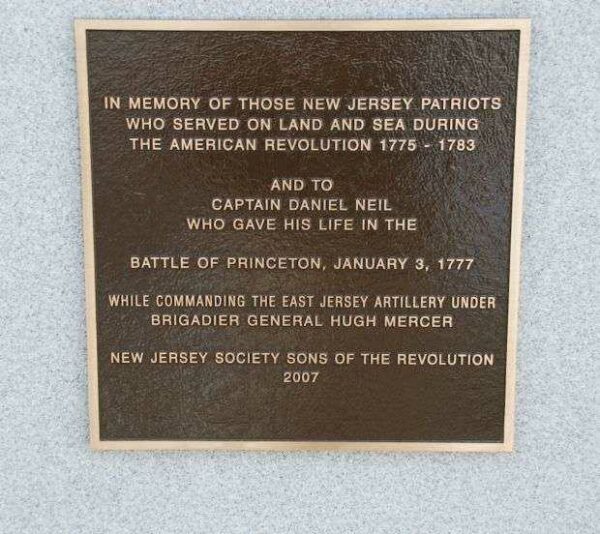 IN MEMORY OF THOSE NEW JERSEY PATRIOTS
WHO SERVED ON LAND AND SEA DURING
THE AMERICAN REVOLUTION 1775 - 1783
AND TO
CAPTAIN DANIEL NEIL
WHO GAVE HIS LIFE IN THE
BATTLE OF PRINCETON, JANUARY 3, 1777
WHILE COMMANDING THE EAST JERSEY ARTILLERY UNDER
BRIGADIER GENERAL HUGH MERCER
NEW JERSEY SOCIETY SONS OF THE REVOLUTION
2007